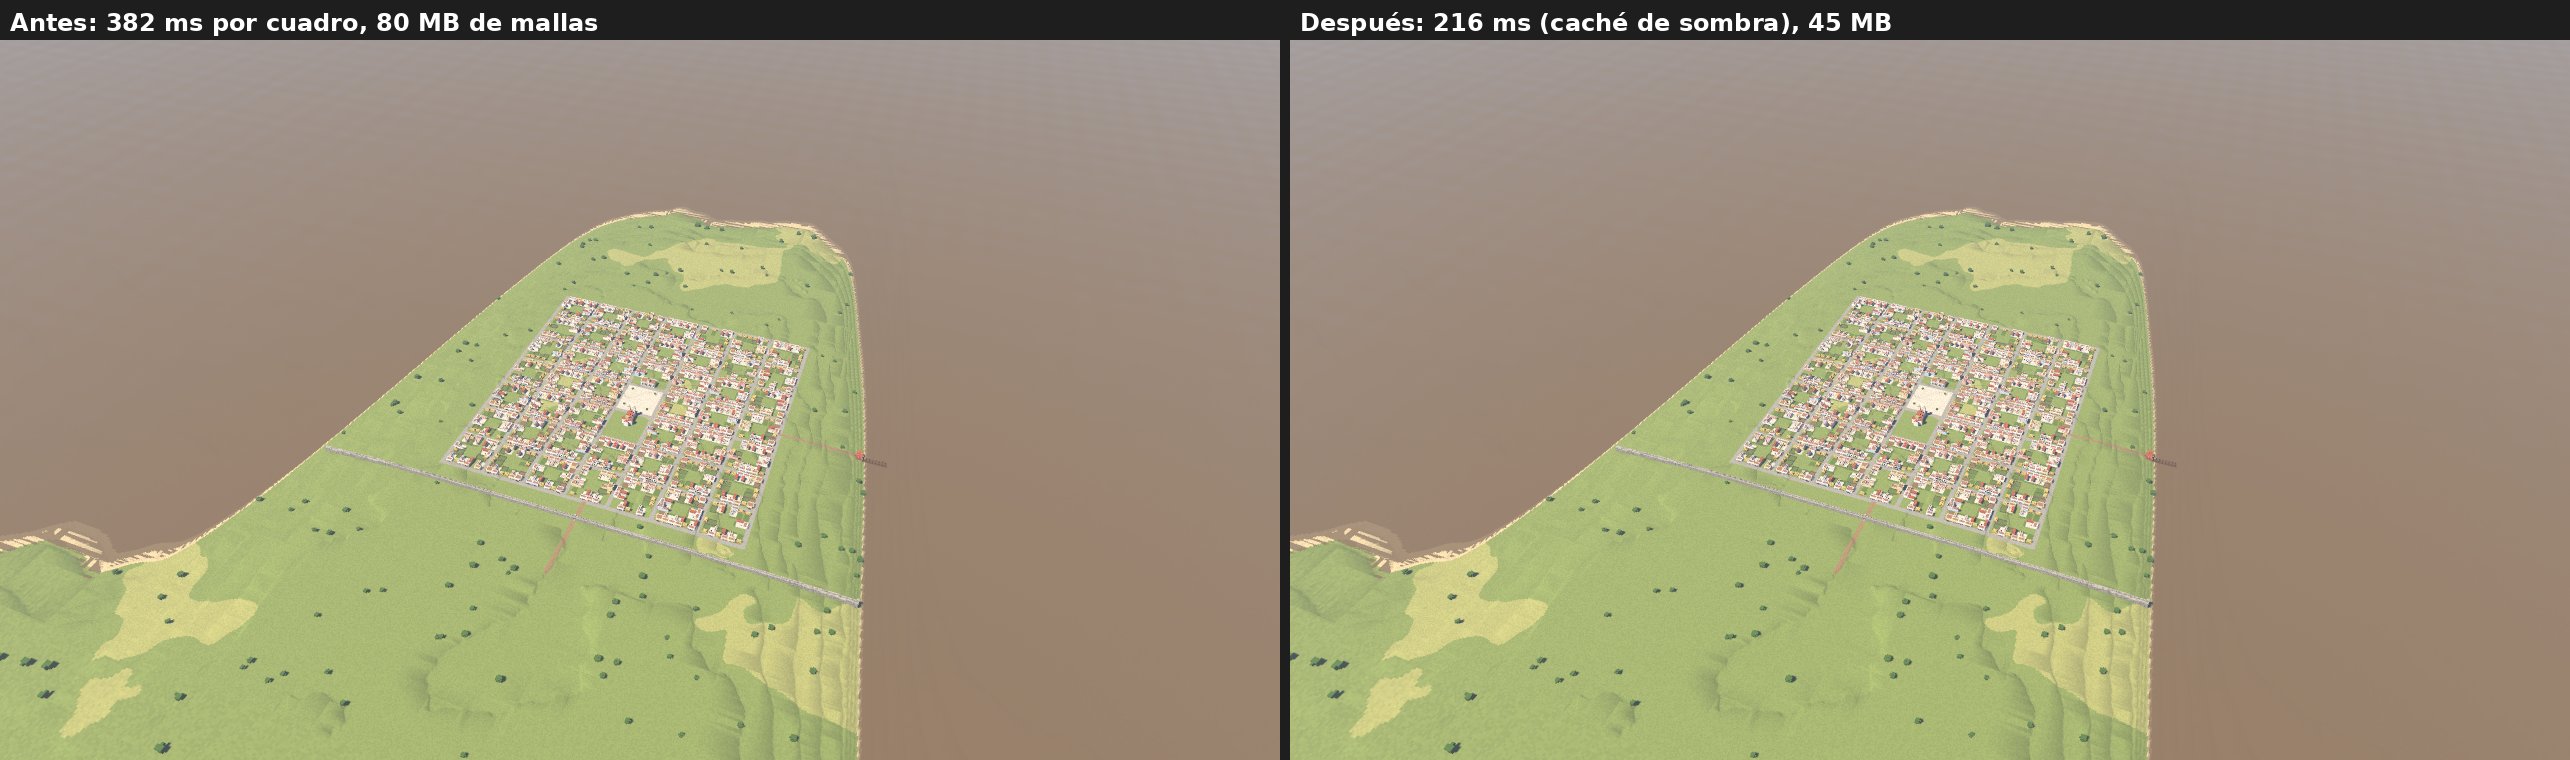 Antes: 382 ms por cuadro, 80 MB de mallas
Después: 216 ms (caché de sombra), 45 MB